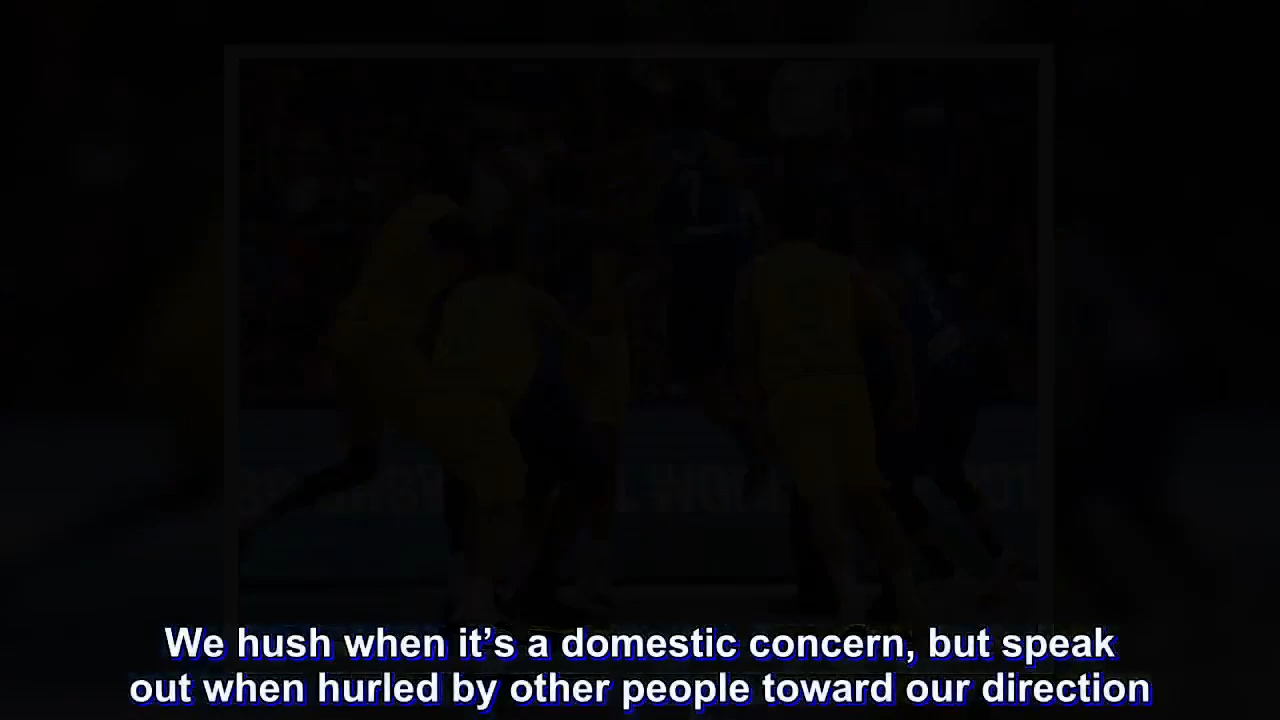 We hush when it’s a domestic concern, but speak
out when hurled by other people toward our direction